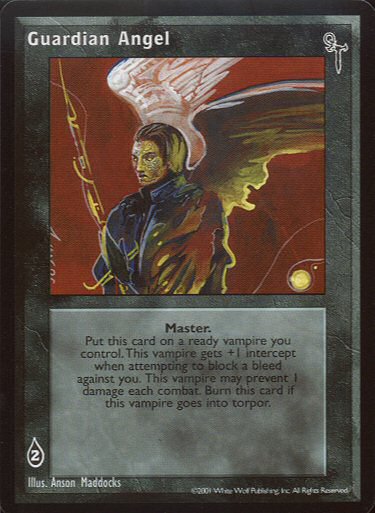 Guardian Angel
Master.
Put this card on a ready vampire you
control. This vampire gets +1 intercept
when attempting to block a bleed
against you. This vampire may prevent 1
damage each combat. Burn this card if
this vampire goes into torpor.
2
Illus. Anson Maddocks
©2001 White Wolf Publishing, Inc. All Rights Reserved.